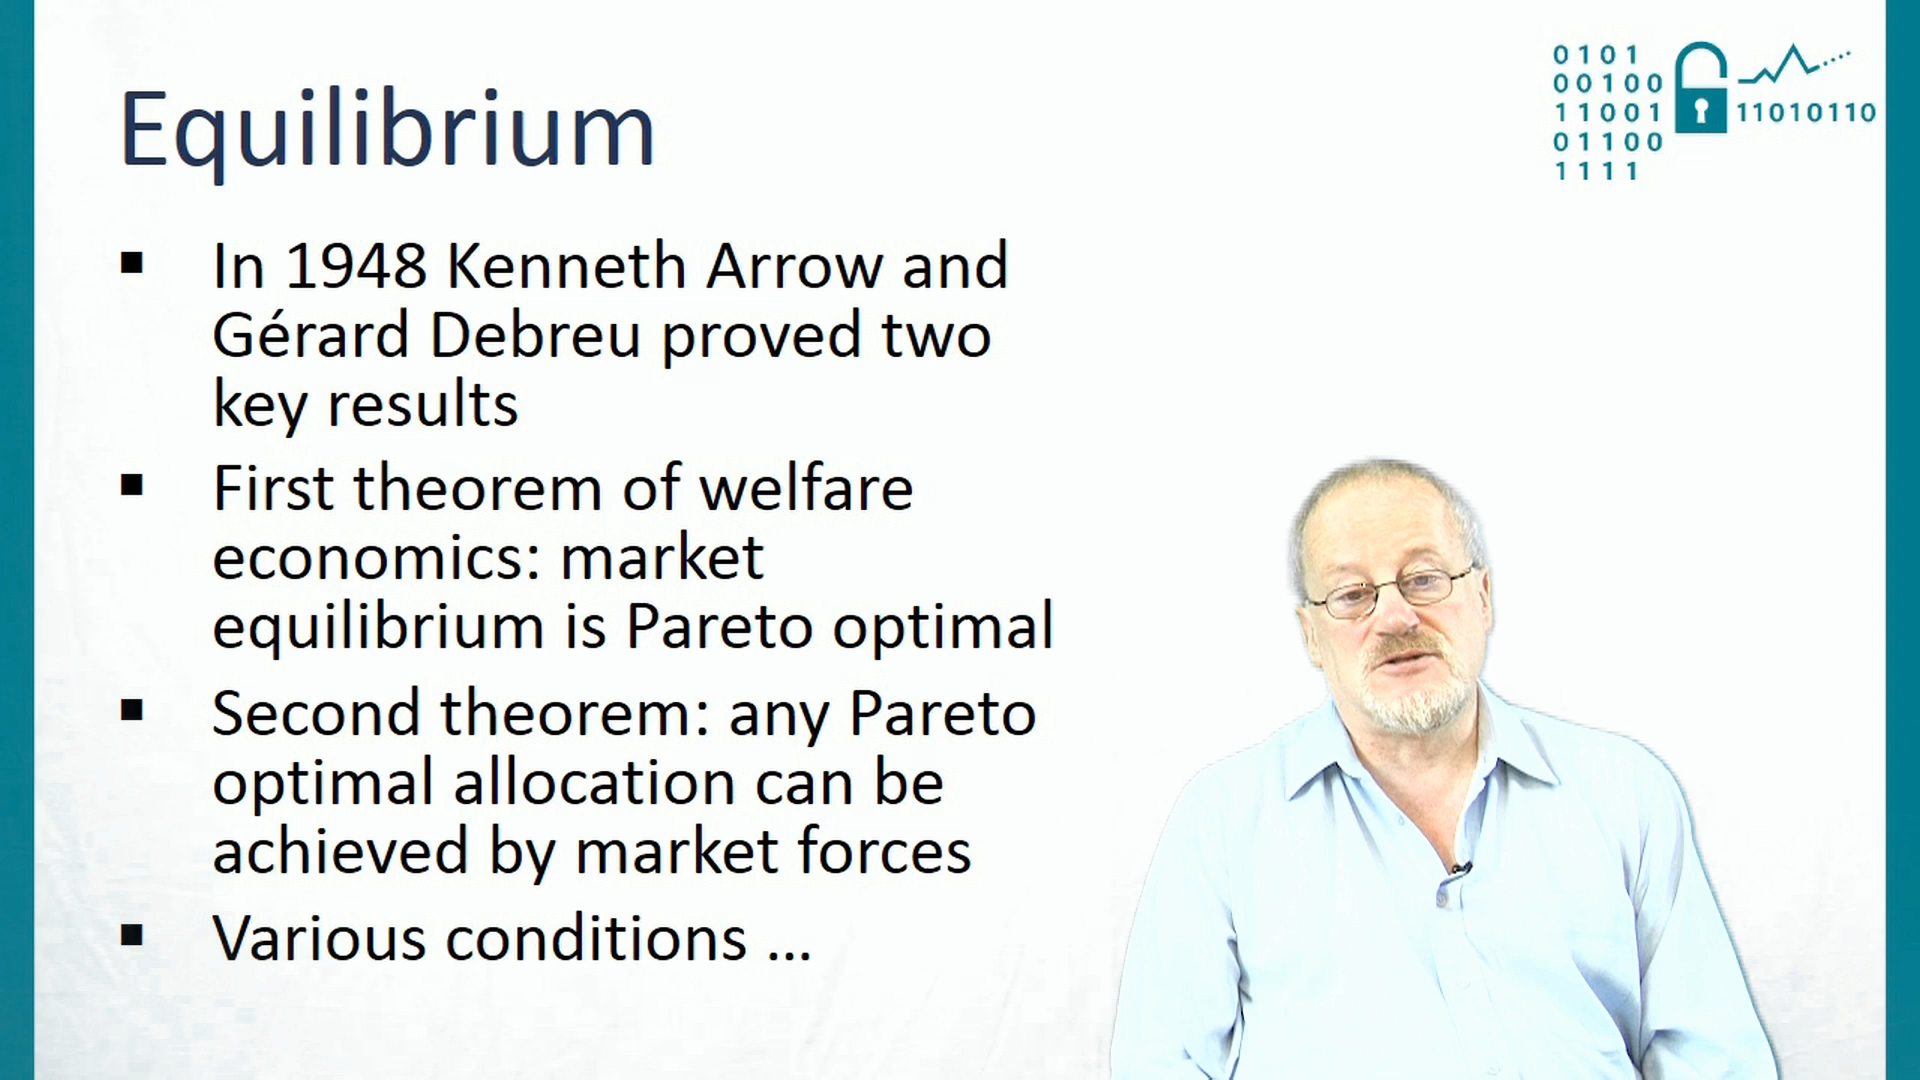 Equilibrium
0101
00100
11001
01100
1111
11010110
▪ In 1948 Kenneth Arrow and
Gérard Debreu proved two
key results
▪ First theorem of welfare
economics: market
equilibrium is Pareto optimal
▪ Second theorem: any Pareto
optimal allocation can be
achieved by market forces
▪ Various conditions ...